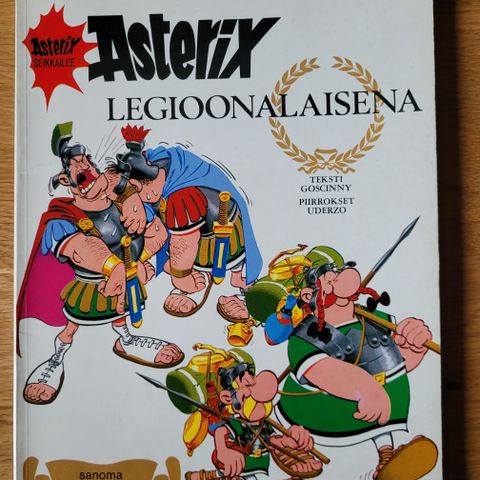 Asterix
SEIKKAILEE
Asterix
LEGIOONALAISENA
TEKSTI
GOSCINNY
PIIRROKSET
UDERZO
sanoma